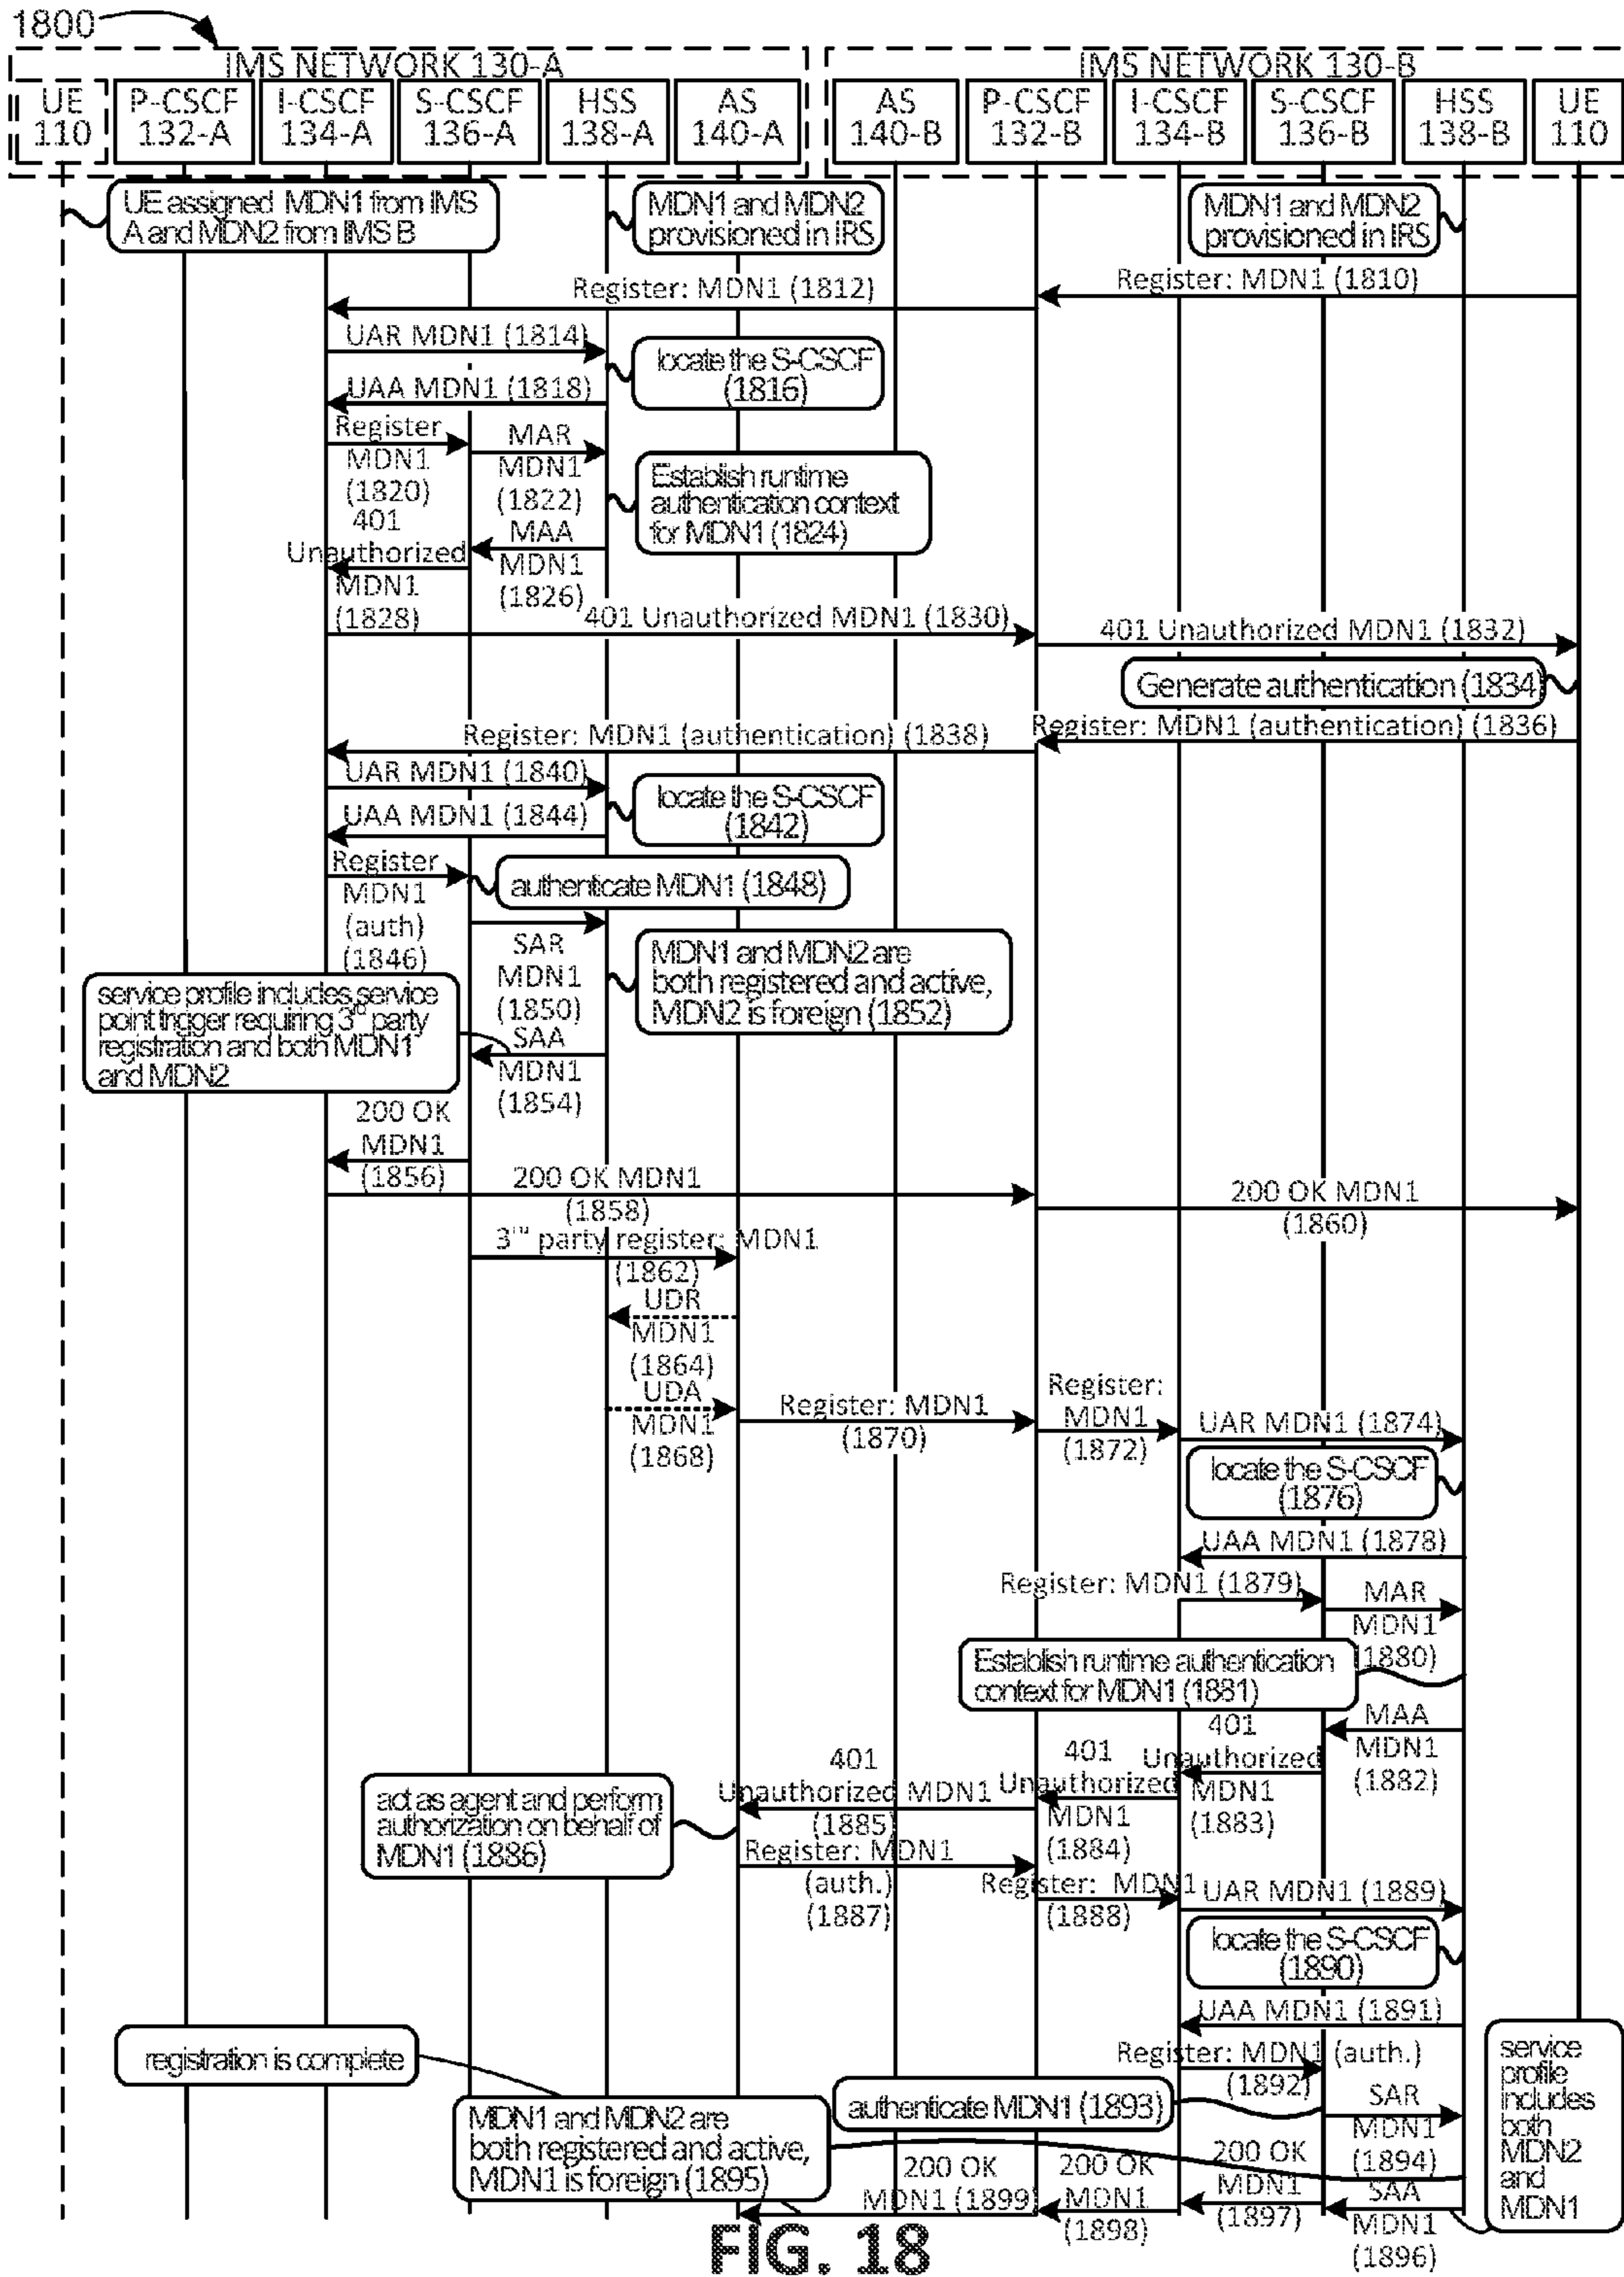 1800
IMS NETWORK 130-A
IMS NETWORK 130-B
UE
110
P-CSCF
132-A
I-CSCF
134-A
S-CSCF
136-A
HSS
138-A
AS
140-A
AS
140-B
P-CSCF
132-B
I-CSCF
134-B
S-CSCF
136-B
HSS
138-B
UE
110
UE assigned MDN1 from IMS
A and MDN2 from IMS B
MDN1 and MDN2
provisioned in IRS
MDN1 and MDN2
provisioned in IRS
Register: MDN1 (1810)
Register: MDN1 (1812)
UAR MDN1 (1814)
locate the S-CSCF
(1816)
UAA MDN1 (1818)
Register
MDN1
(1820)
MAR
MDN1
(1822)
Establish runtime
authentication context
for MDN1 (1824)
MAA
MDN1
(1826)
401
Unauthorized
MDN1
(1828)
401 Unauthorized MDN1 (1830)
401 Unauthorized MDN1 (1832)
Generate authentication (1834)
Register: MDN1 (authentication) (1836)
Register: MDN1 (authentication) (1838)
UAR MDN1 (1840)
locate the S-CSCF
(1842)
UAA MDN1 (1844)
Register
MDN1
(auth)
(1846)
authenticate MDN1 (1848)
SAR
MDN1
(1850)
MDN1 and MDN2 are
both registered and active,
MDN2 is foreign (1852)
service profile includes service
point trigger requiring 3rd party
registration and both MDN1
and MDN2
SAA
MDN1
(1854)
200 OK
MDN1
(1856)
200 OK MDN1
(1858)
200 OK MDN1
(1860)
3rd party register: MDN1
(1862)
UDR
MDN1
(1864)
UDA
MDN1
(1868)
Register: MDN1
(1870)
Register:
MDN1
(1872)
UAR MDN1 (1874)
locate the S-CSCF
(1876)
UAA MDN1 (1878)
Register: MDN1 (1879)
MAR
MDN1
(1880)
Establish runtime authentication
context for MDN1 (1881)
MAA
MDN1
(1882)
401
Unauthorized
MDN1
(1883)
401
Unauthorized
MDN1
(1884)
401
Unauthorized MDN1
(1885)
act as agent and perform
authorization on behalf of
MDN1 (1886)
Register: MDN1
(auth.)
(1887)
Register: MDN1
(1888)
UAR MDN1 (1889)
locate the S-CSCF
(1890)
UAA MDN1 (1891)
Register: MDN1 (auth.)
(1892)
authenticate MDN1 (1893)
SAR
MDN1
(1894)
registration is complete
MDN1 and MDN2 are
both registered and active,
MDN1 is foreign (1895)
service
profile
includes
both
MDN2
and
MDN1
SAA
MDN1
(1896)
200 OK
MDN1
(1897)
200 OK
MDN1
(1898)
200 OK
MDN1 (1899)
FIG. 18